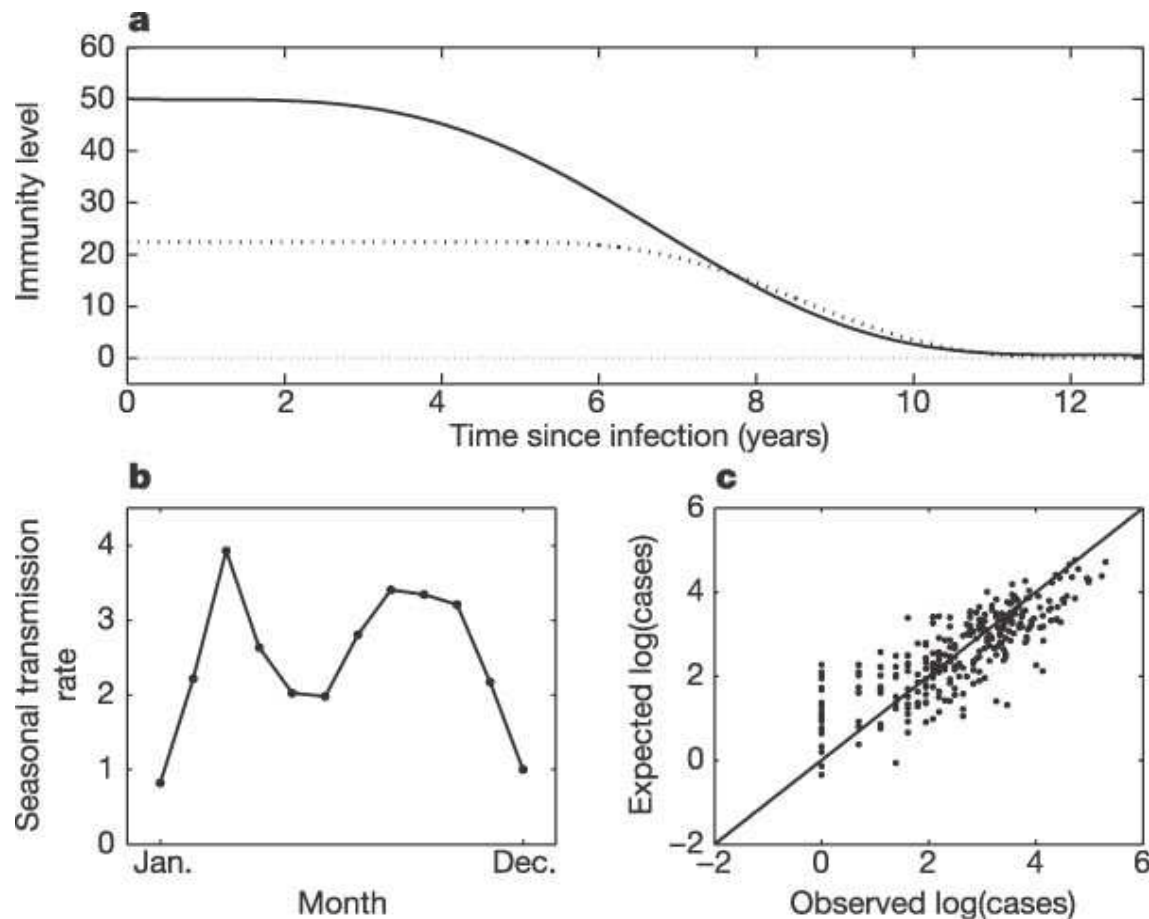 a
60
50
40
30
20
10
0
Immunity level
0 2 4 6 8 10 12
Time since infection (years)
b
4
3
2
1
0
Seasonal transmission
rate
Jan. Dec.
Month
c
6
4
2
0
−2
Expected log(cases)
−2 0 2 4 6
Observed log(cases)